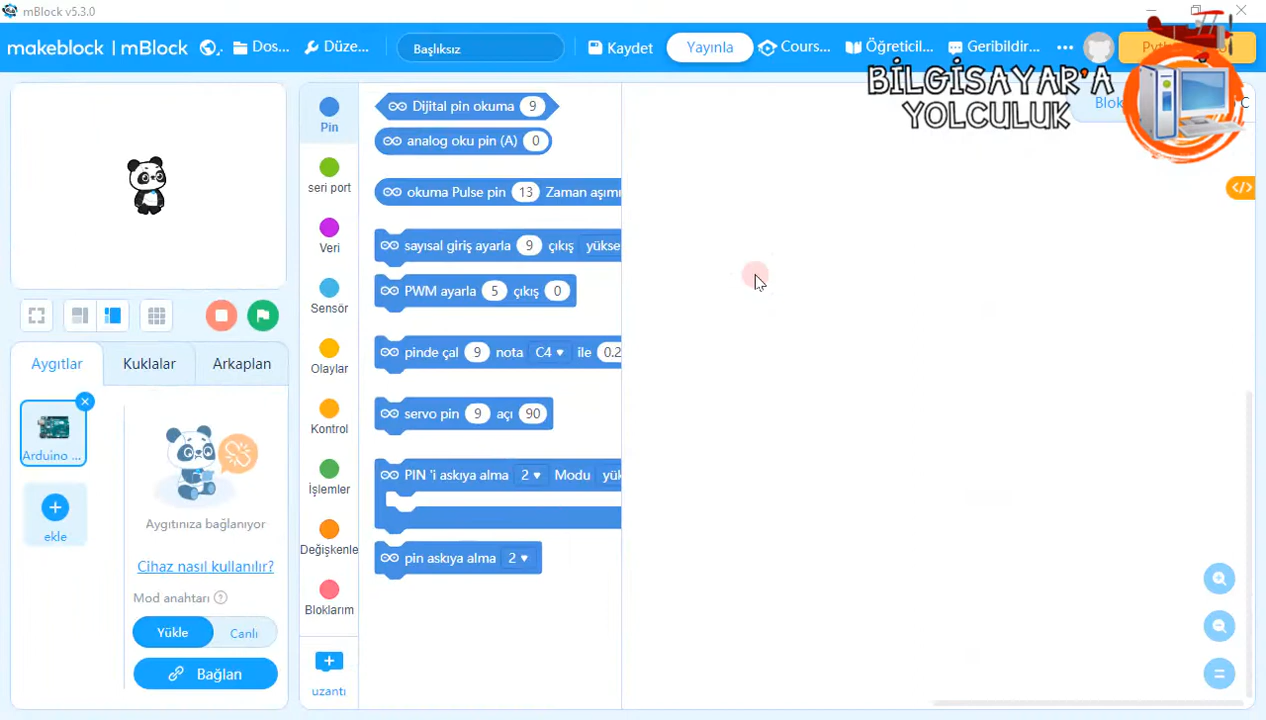 mBlock v5.3.0
makeblock | mBlock
Dos...
Düze...
Başlıksız
Kaydet
Yayınla
Cours...
Öğreticil...
Geribildir...
BİLGİSAYAR'A
YOLCULUK
Blok
C
Pin
seri port
Veri
Sensör
Olaylar
Kontrol
İşlemler
Değişkenle
Bloklarım
uzantı
Dijital pin okuma 9
analog oku pin (A) 0
okuma Pulse pin 13 Zaman aşımı
sayısal giriş ayarla 9 çıkış yükse
PWM ayarla 5 çıkış 0
pinde çal 9 nota C4 ile 0.2
servo pin 9 açı 90
PIN 'i askıya alma 2 Modu yük
pin askıya alma 2
Aygıtlar
Kuklalar
Arkaplan
Arduino ...
ekle
Aygıtınıza bağlanıyor
Cihaz nasıl kullanılır?
Mod anahtarı ?
Yükle
Canlı
Bağlan